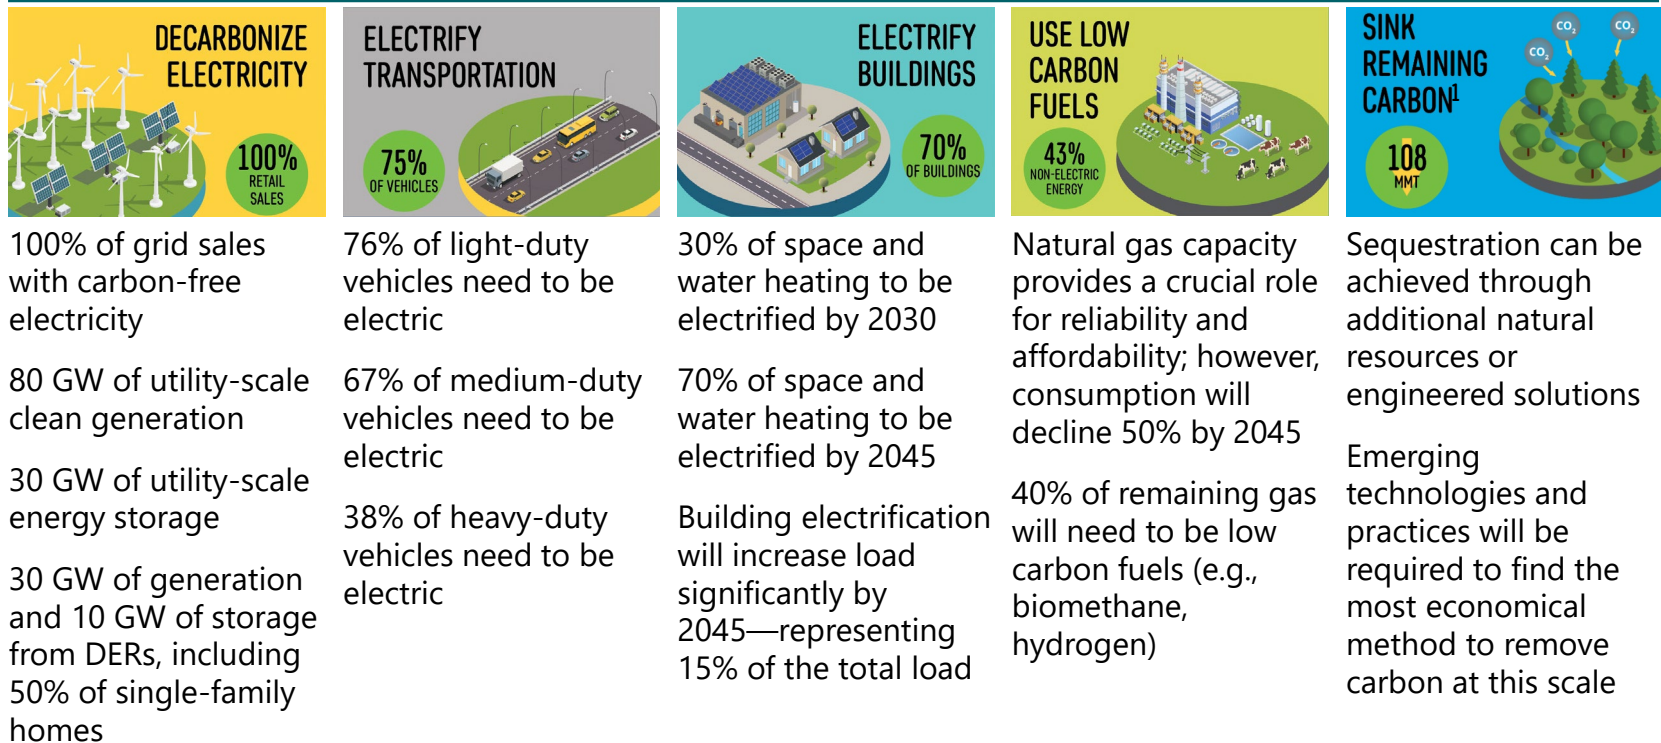 DECARBONIZE
ELECTRICITY
100%
RETAIL
SALES
100% of grid sales
with carbon-free
electricity
80 GW of utility-scale
clean generation
30 GW of utility-scale
energy storage
30 GW of generation
and 10 GW of storage
from DERs, including
50% of single-family
homes
ELECTRIFY
TRANSPORTATION
75%
OF VEHICLES
76% of light-duty
vehicles need to be
electric
67% of medium-duty
vehicles need to be
electric
38% of heavy-duty
vehicles need to be
electric
ELECTRIFY
BUILDINGS
70%
OF BUILDINGS
30% of space and
water heating to be
electrified by 2030
70% of space and
water heating to be
electrified by 2045
Building electrification
will increase load
significantly by
2045—representing
15% of the total load
USE LOW
CARBON
FUELS
43%
NON-ELECTRIC
ENERGY
Natural gas capacity
provides a crucial role
for reliability and
affordability; however,
consumption will
decline 50% by 2045
40% of remaining gas
will need to be low
carbon fuels (e.g.,
biomethane,
hydrogen)
SINK
REMAINING
CARBON¹
CO₂
CO₂
CO₂
108
MMT
Sequestration can be
achieved through
additional natural
resources or
engineered solutions
Emerging
technologies and
practices will be
required to find the
most economical
method to remove
carbon at this scale